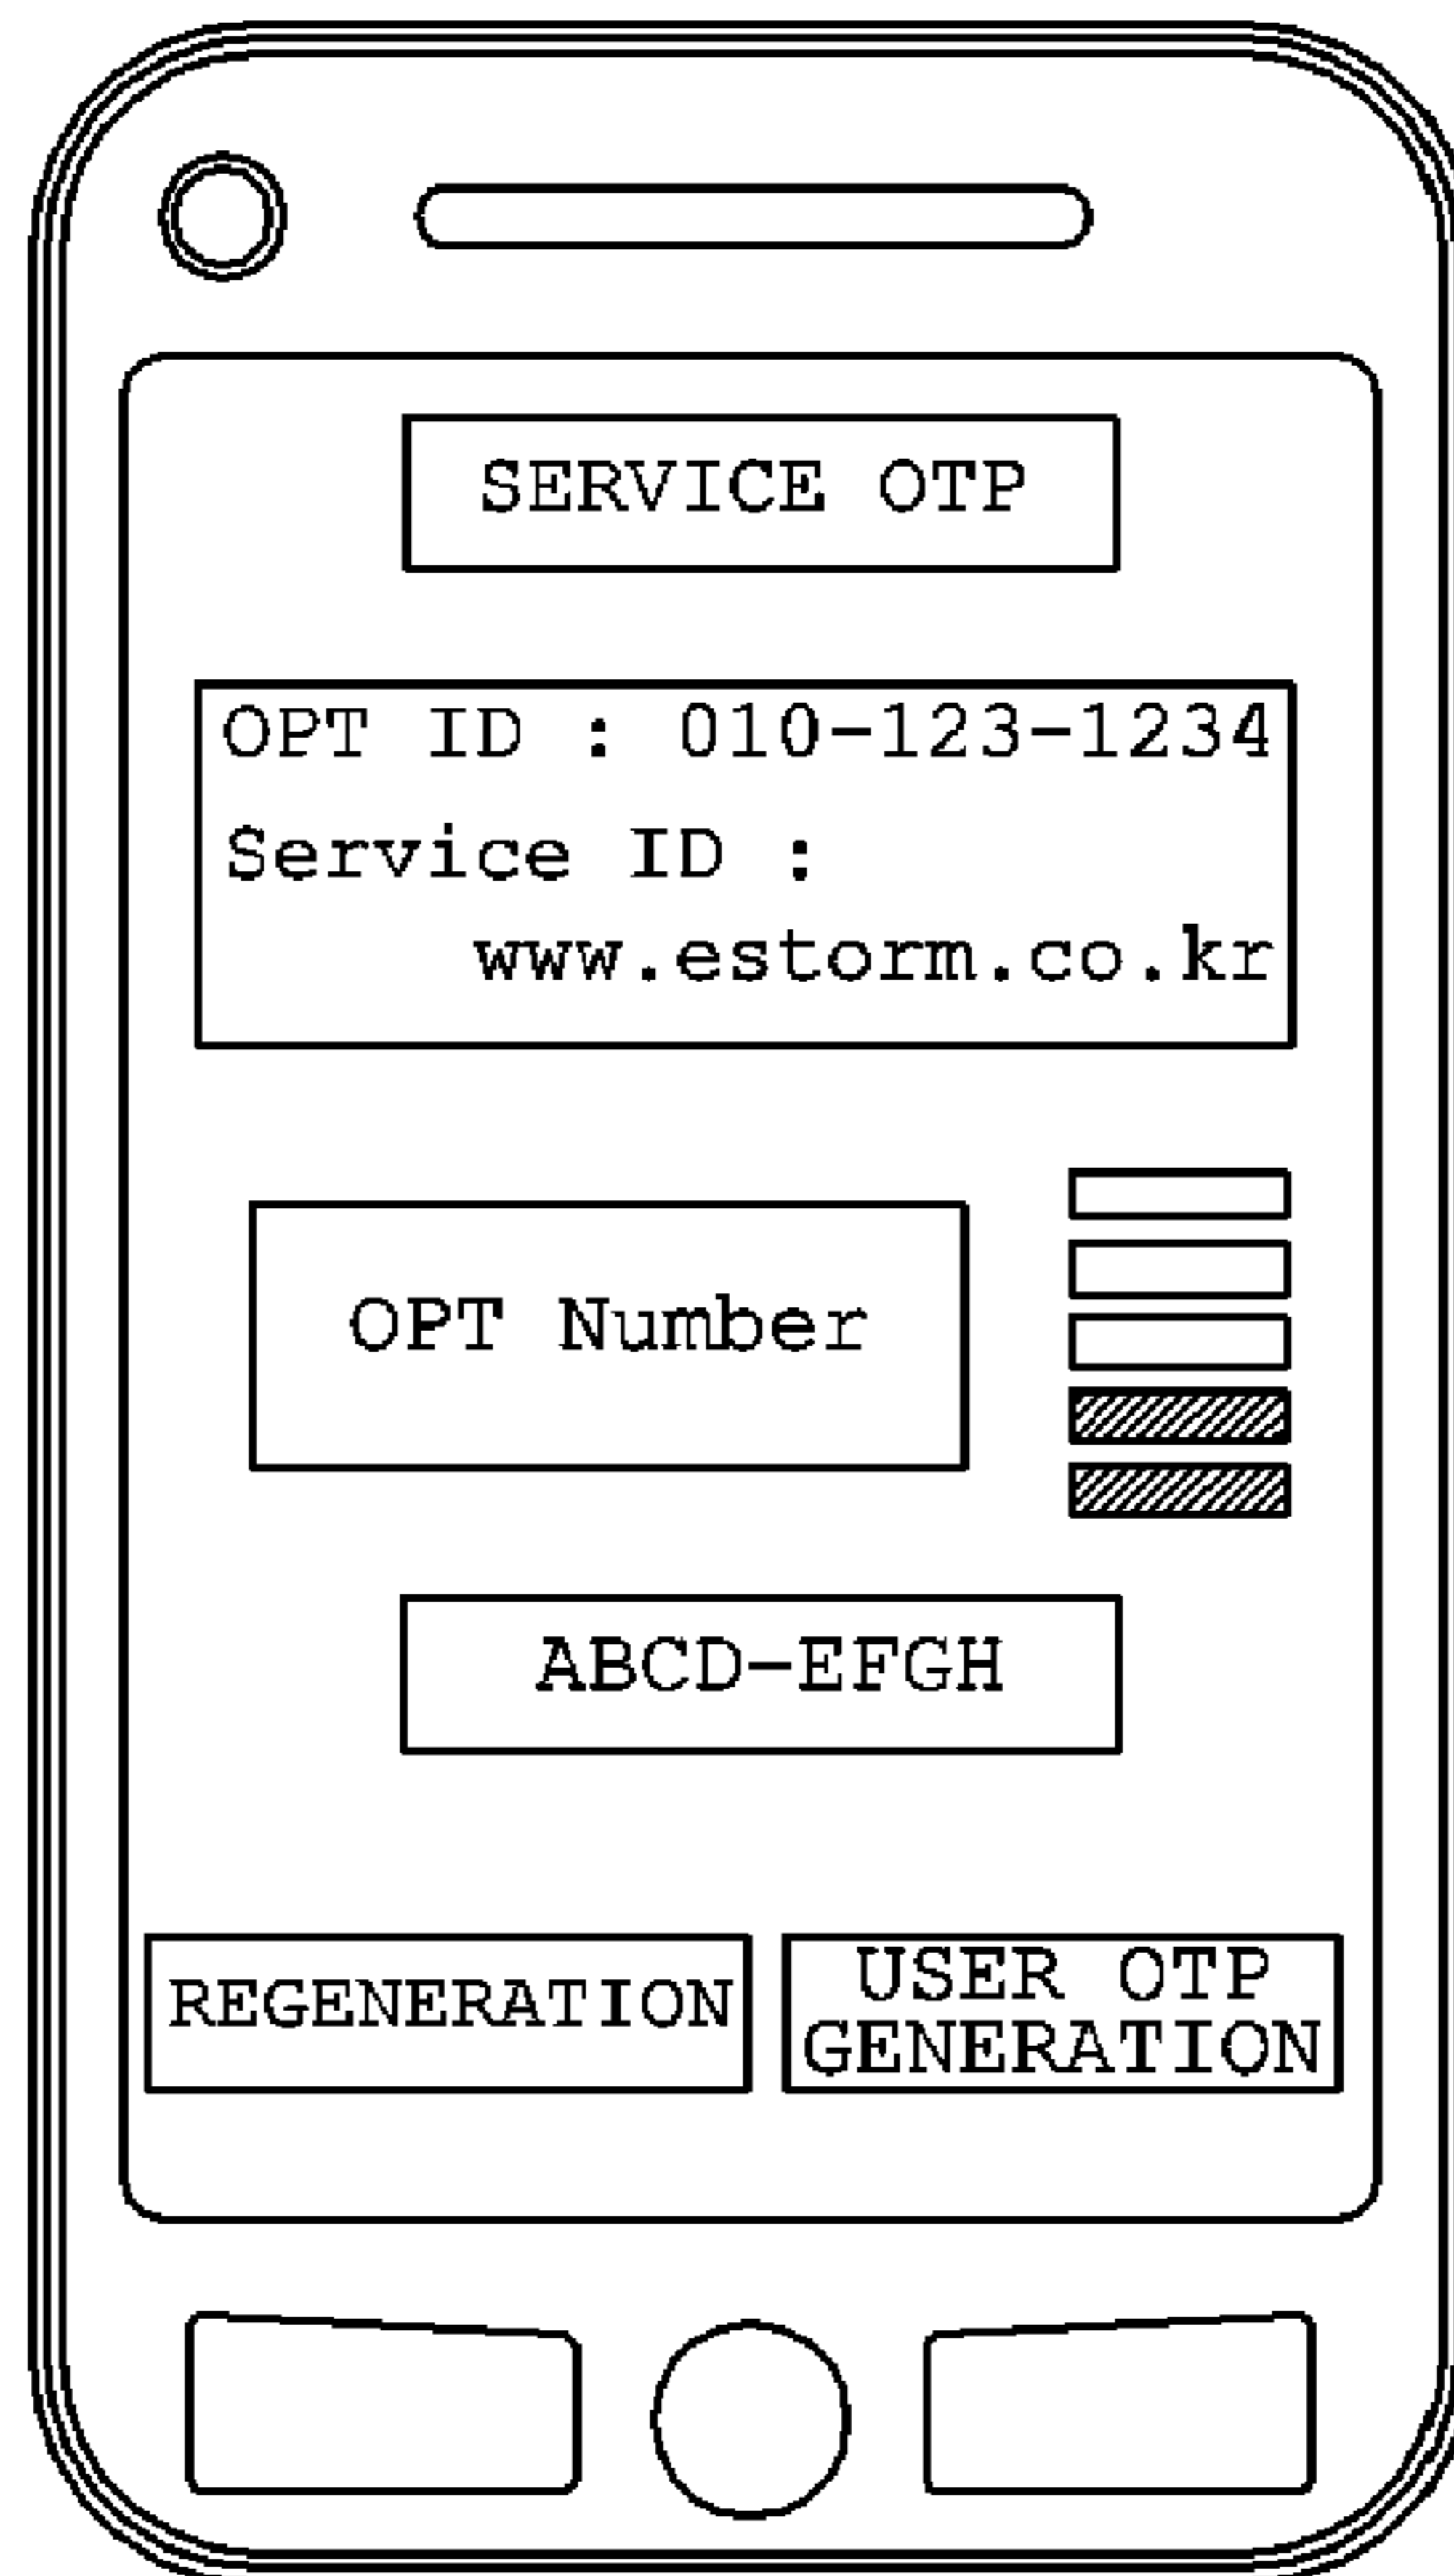 SERVICE OTP
OPT ID : 010-123-1234
Service ID :
www.estorm.co.kr
OPT Number
ABCD-EFGH
REGENERATION
USER OTP
GENERATION